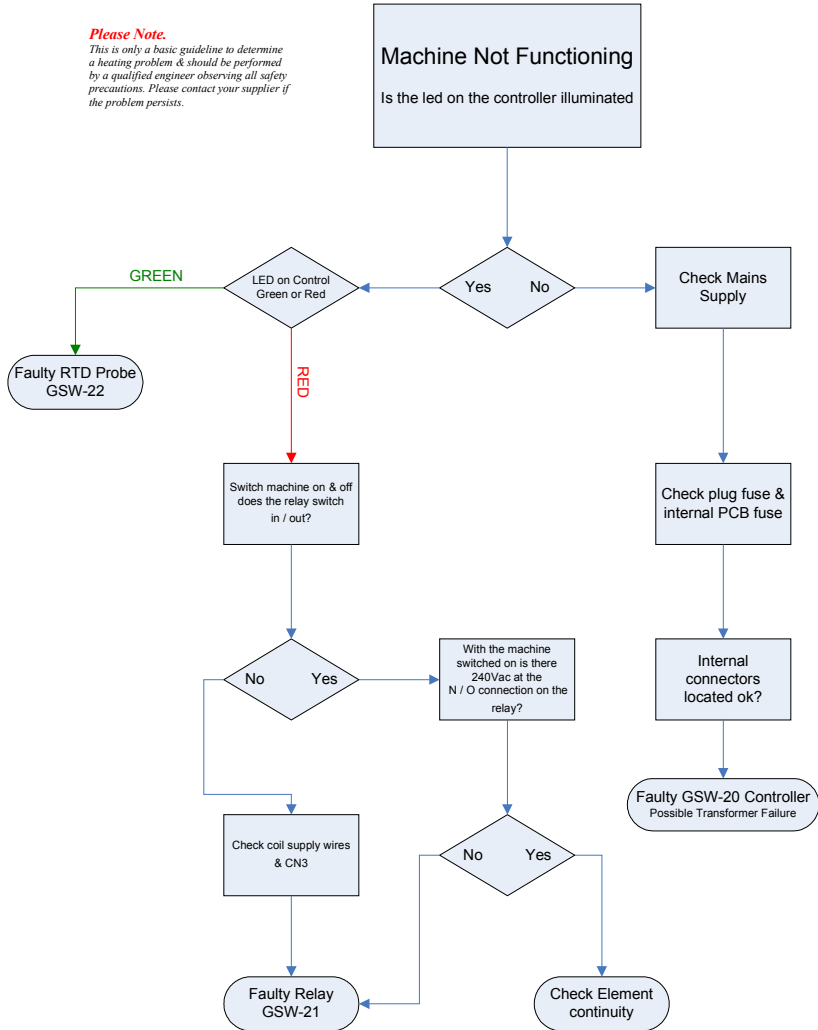 Please Note.
This is only a basic guideline to determine
a heating problem & should be performed
by a qualified engineer observing all safety
precautions. Please contact your supplier if
the problem persists.
Machine Not Functioning
Is the led on the controller illuminated
GREEN
LED on Control
Green or Red
Yes No
Check Mains
Supply
Faulty RTD Probe
GSW-22
RED
Switch machine on & off
does the relay switch
in / out?
Check plug fuse &
internal PCB fuse
No Yes
With the machine
switched on is there
240Vac at the
N / O connection on the
relay?
Internal
connectors
located ok?
Faulty GSW-20 Controller
Possible Transformer Failure
Check coil supply wires
& CN3
No Yes
Faulty Relay
GSW-21
Check Element
continuity